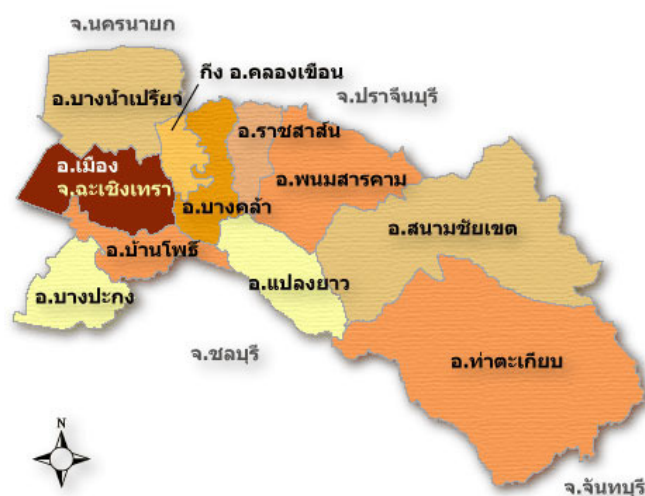 จ.นครนายก
กิ่ง อ.คลองเขื่อน
จ.ปราจีนบุรี
อ.บางน้ำเปรี้ยว
อ.ราชสาส์น
อ.เมือง
จ.ฉะเชิงเทรา
อ.พนมสารคาม
อ.บางคล้า
อ.สนามชัยเขต
อ.บ้านโพธิ์
อ.แปลงยาว
อ.บางปะกง
จ.ชลบุรี
อ.ท่าตะเกียบ
N
จ.จันทบุรี